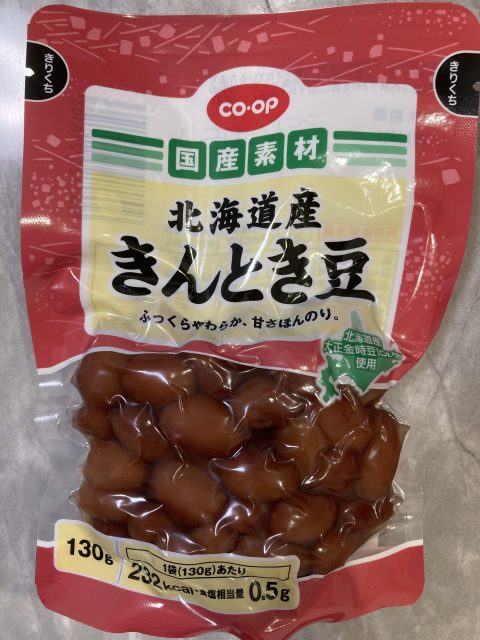 きりくち
きりくち
CO·OP
国産素材
北海道産
きんとき豆
ふっくらやわらか、甘さほんのり。
北海道産
大正金時豆100%
使用
130g
1袋(130g)あたり
232kcal・食塩相当量 0.5g